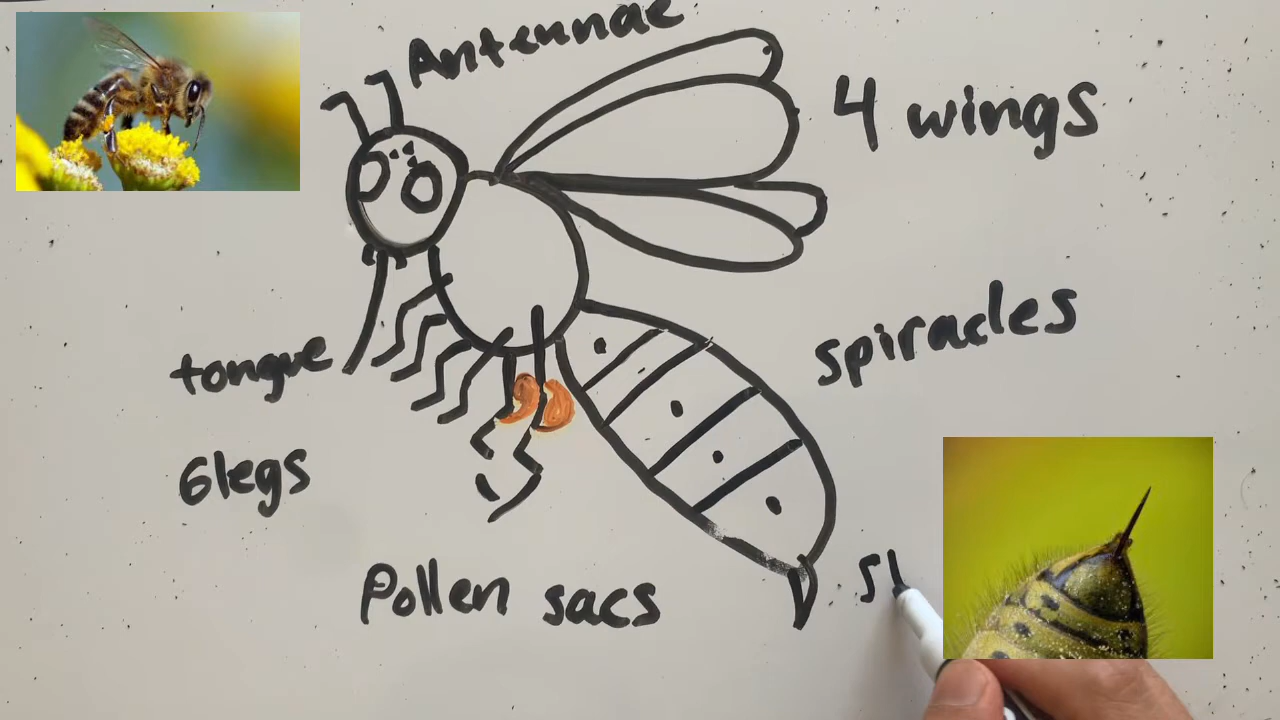 Antennae
4 wings
tongue
spiracles
6legs
Pollen sacs